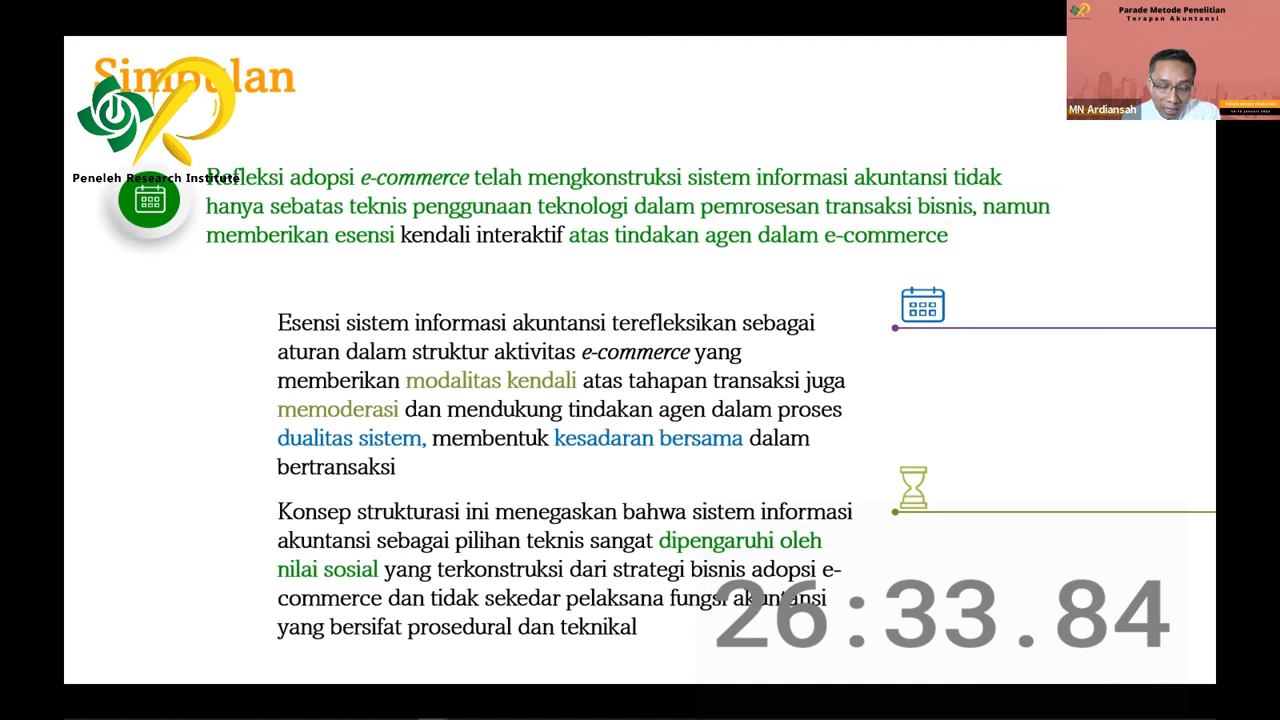 Parade Metode Penelitian
Terapan Akuntansi
MN Ardiansah
Simpulan
Peneleh Research Institute
Refleksi adopsi e-commerce telah mengkonstruksi sistem informasi akuntansi tidak
hanya sebatas teknis penggunaan teknologi dalam pemrosesan transaksi bisnis, namun
memberikan esensi kendali interaktif atas tindakan agen dalam e-commerce
Esensi sistem informasi akuntansi terefleksikan sebagai
aturan dalam struktur aktivitas e-commerce yang
memberikan modalitas kendali atas tahapan transaksi juga
memoderasi dan mendukung tindakan agen dalam proses
dualitas sistem, membentuk kesadaran bersama dalam
bertransaksi
Konsep strukturasi ini menegaskan bahwa sistem informasi
akuntansi sebagai pilihan teknis sangat dipengaruhi oleh
nilai sosial yang terkonstruksi dari strategi bisnis adopsi e-
commerce dan tidak sekedar pelaksana fungsi akuntansi
yang bersifat prosedural dan teknikal
26:33.84